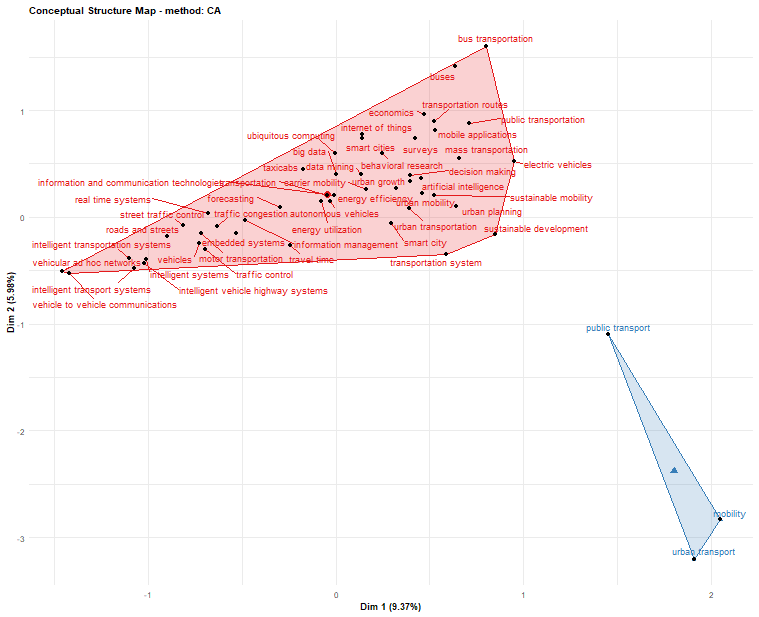 Conceptual Structure Map - method: CA
bus transportation
buses
transportation routes
economics
public transportation
internet of things
mobile applications
ubiquitous computing
smart cities
surveys
mass transportation
big data
taxicabs
data mining
behavioral research
electric vehicles
decision making
information and communication technologies
transportation
carrier mobility
urban growth
artificial intelligence
real time systems
forecasting
energy efficiency
urban mobility
sustainable mobility
street traffic control
traffic congestion
autonomous vehicles
urban planning
roads and streets
energy utilization
urban transportation
sustainable development
intelligent transportation systems
embedded systems
information management
smart city
vehicular ad hoc networks
vehicles
motor transportation
travel time
transportation system
intelligent systems
traffic control
intelligent transport systems
intelligent vehicle highway systems
vehicle to vehicle communications
public transport
mobility
urban transport
1
0
-1
-2
-3
Dim 2 (5.98%)
-1
0
1
2
Dim 1 (9.37%)